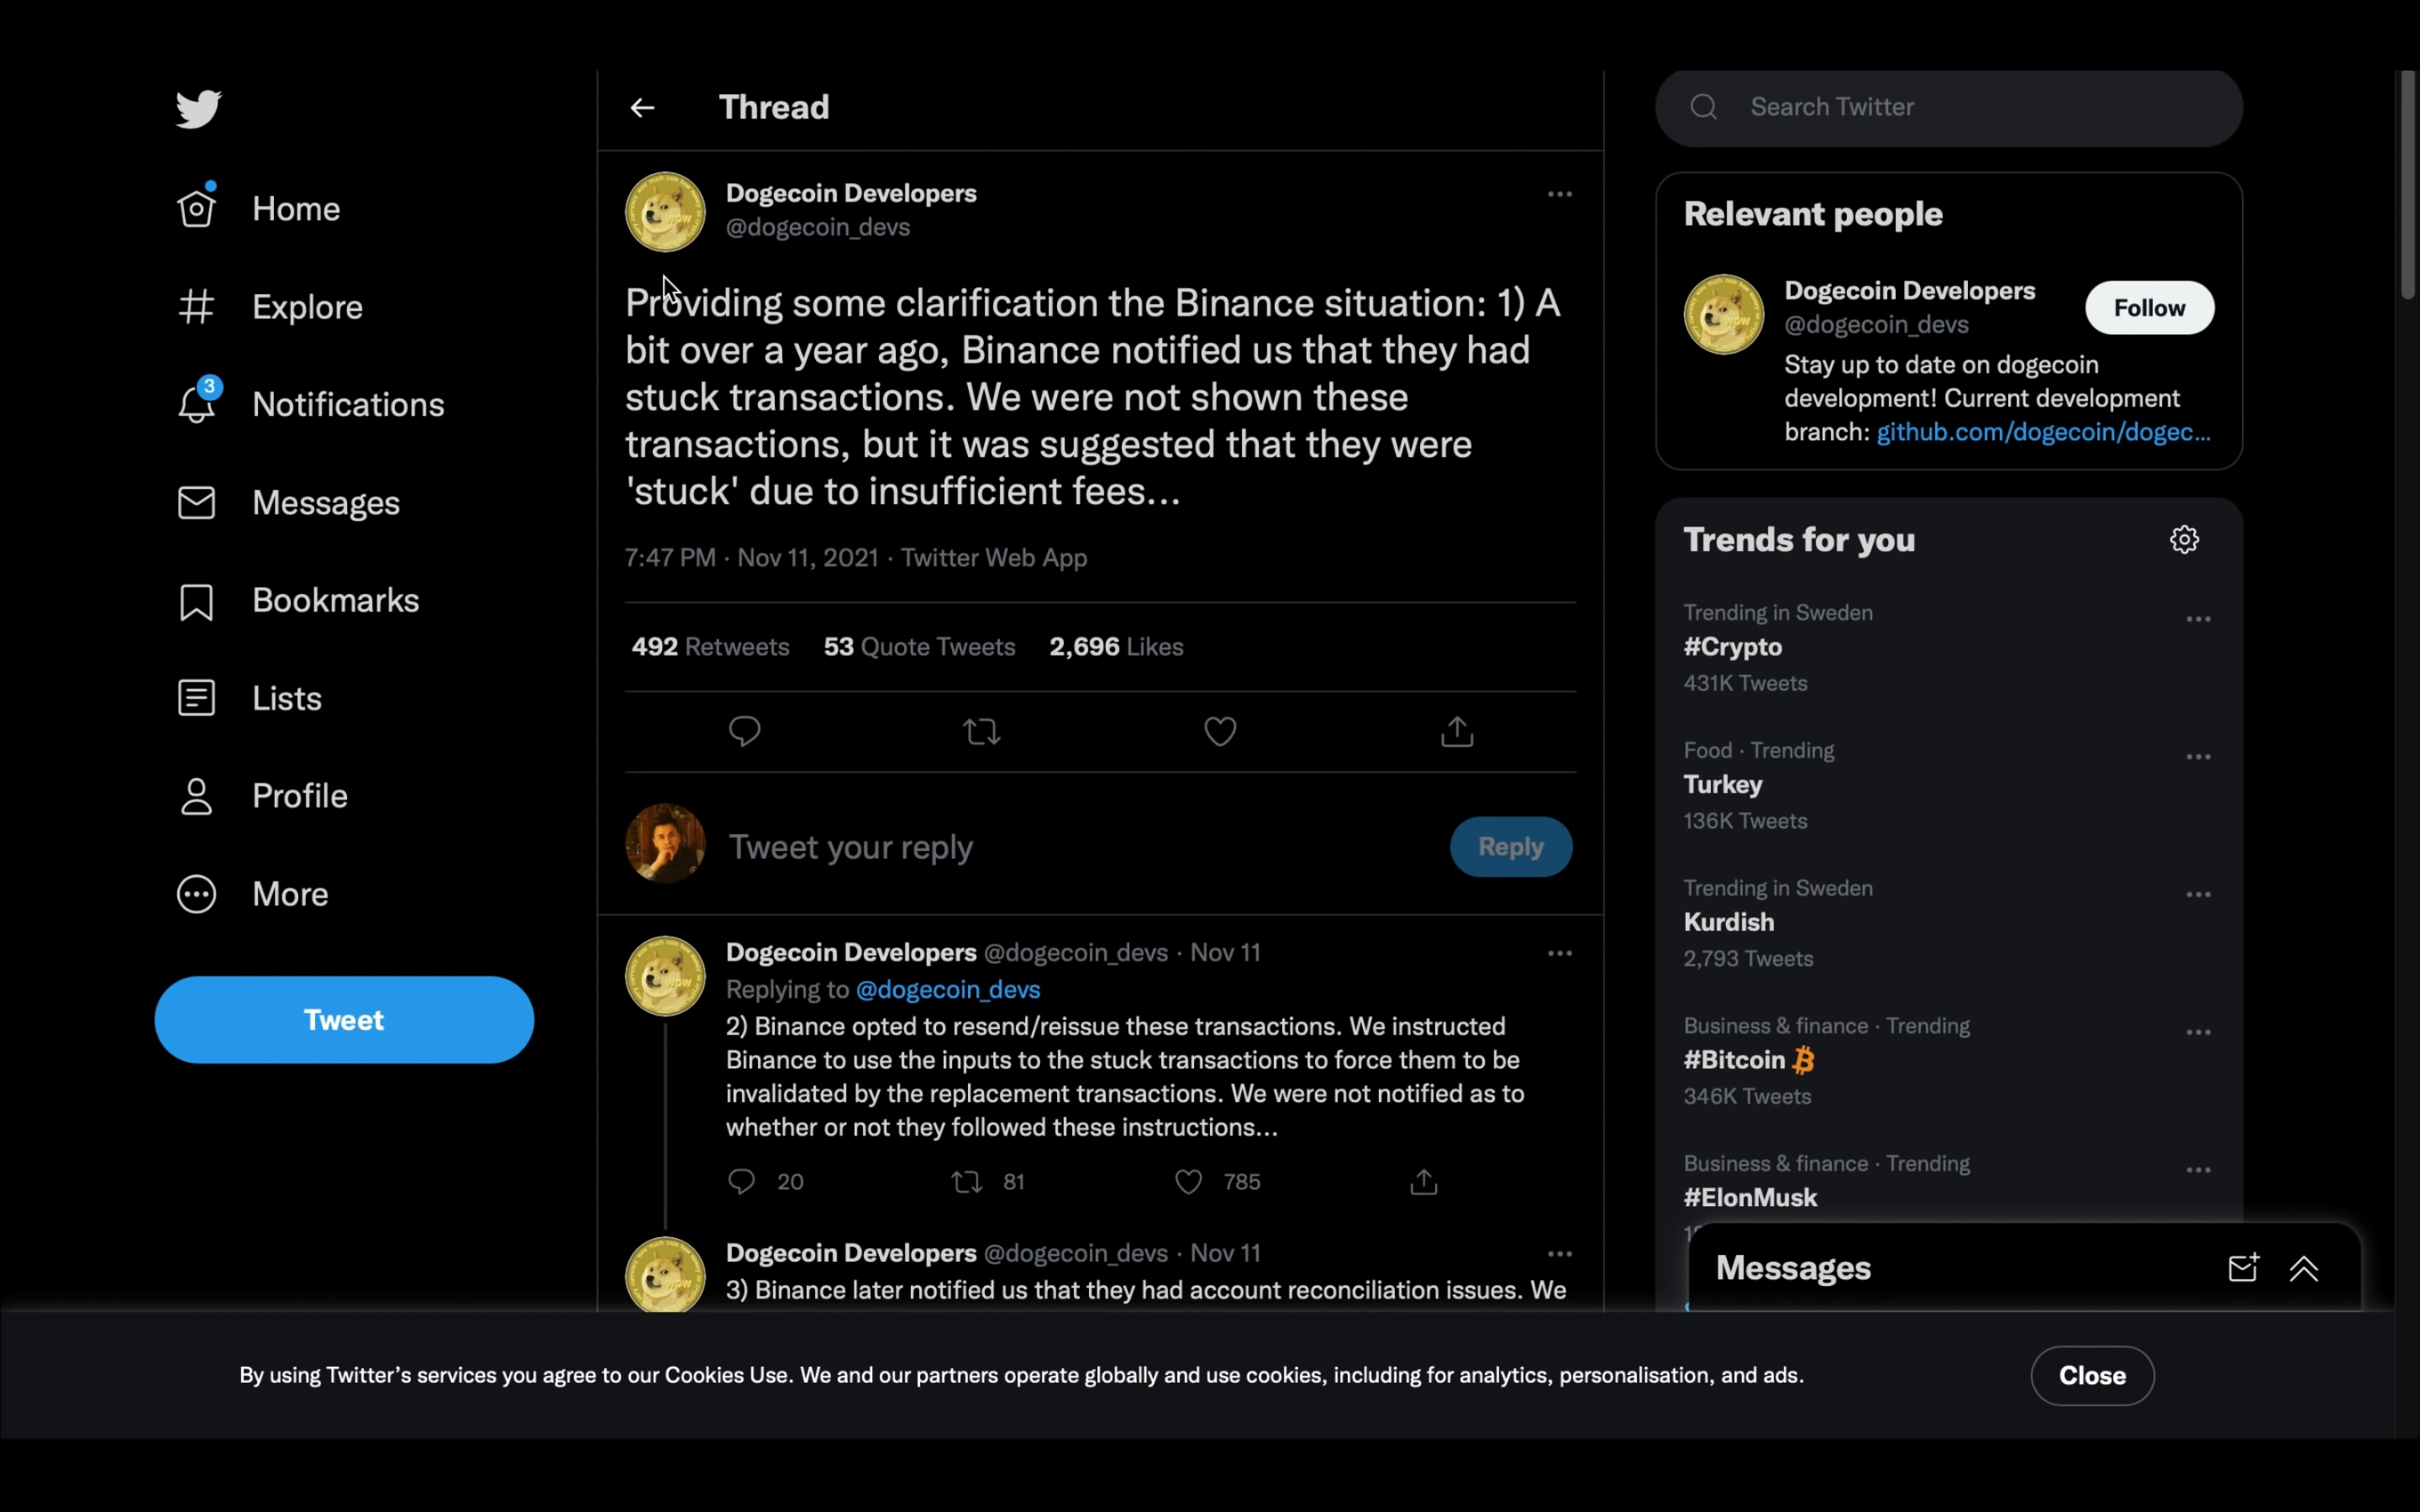 Home
Explore
3
Notifications
Messages
Bookmarks
Lists
Profile
More
Tweet
Thread
Dogecoin Developers
@dogecoin_devs
Providing some clarification the Binance situation: 1) A
bit over a year ago, Binance notified us that they had
stuck transactions. We were not shown these
transactions, but it was suggested that they were
'stuck' due to insufficient fees...
7:47 PM · Nov 11, 2021 · Twitter Web App
492 Retweets 53 Quote Tweets 2,696 Likes
Tweet your reply
Reply
Dogecoin Developers @dogecoin_devs · Nov 11
Replying to @dogecoin_devs
2) Binance opted to resend/reissue these transactions. We instructed
Binance to use the inputs to the stuck transactions to force them to be
invalidated by the replacement transactions. We were not notified as to
whether or not they followed these instructions...
20 81 785
Dogecoin Developers @dogecoin_devs · Nov 11
3) Binance later notified us that they had account reconciliation issues. We
Search Twitter
Relevant people
Dogecoin Developers
@dogecoin_devs
Follow
Stay up to date on dogecoin
development! Current development
branch: github.com/dogecoin/dogec...
Trends for you
Trending in Sweden
#Crypto
431K Tweets
Food · Trending
Turkey
136K Tweets
Trending in Sweden
Kurdish
2,793 Tweets
Business & finance · Trending
#Bitcoin
346K Tweets
Business & finance · Trending
#ElonMusk
Messages
By using Twitter's services you agree to our Cookies Use. We and our partners operate globally and use cookies, including for analytics, personalisation, and ads.
Close